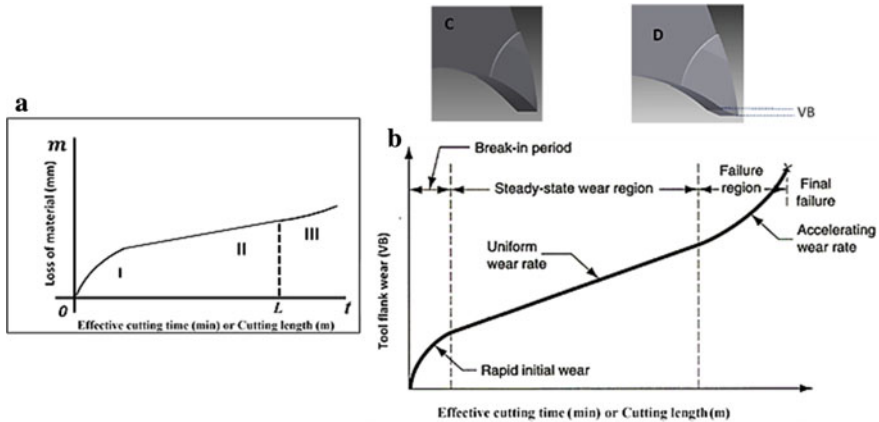 C
D
VB
a
m
Loss of material (mm)
I
II
III
0
L
t
Effective cutting time (min) or Cutting length (m)
b
Break-in period
Steady-state wear region
Failure
region
Final
failure
Uniform
wear rate
Accelerating
wear rate
Tool flank wear (VB)
Rapid initial wear
Effective cutting time (min) or Cutting length (m)